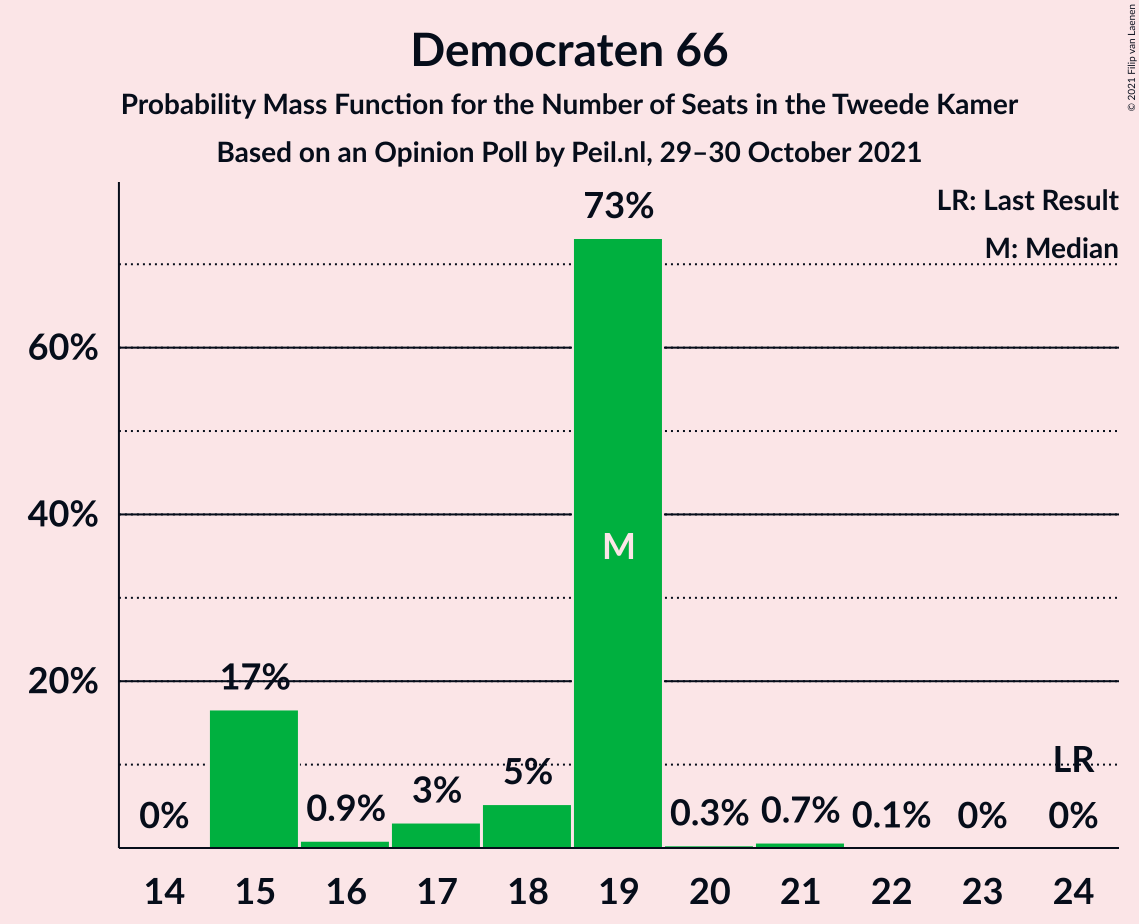 Democraten 66
Probability Mass Function for the Number of Seats in the Tweede Kamer
Based on an Opinion Poll by Peil.nl, 29–30 October 2021
© 2021 Filip van Laenen
LR: Last Result
M: Median
60%
40%
20%
0%
17%
0.9%
3%
5%
73%
M
0.3%
0.7%
0.1%
0%
LR
0%
14 15 16 17 18 19 20 21 22 23 24